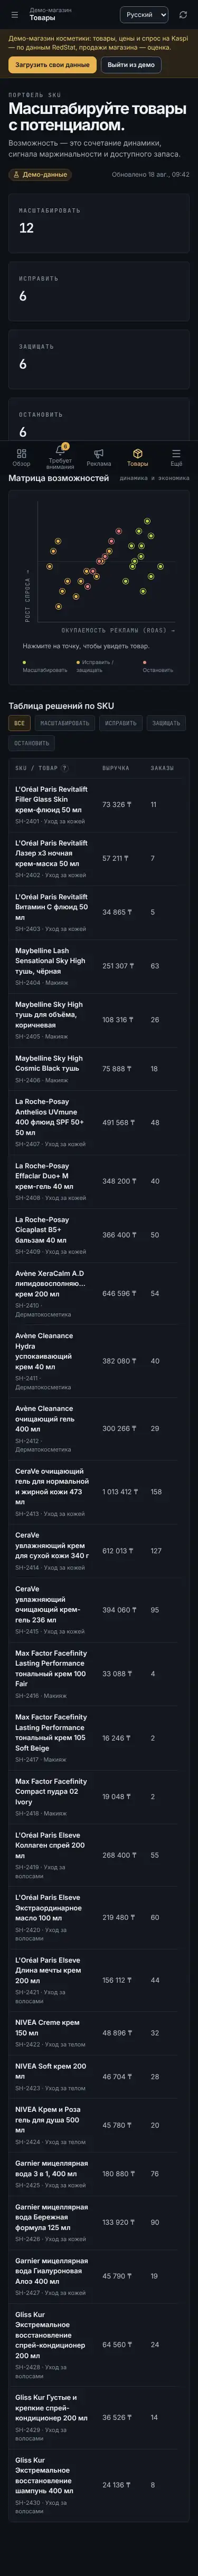 Демо-магазин
Товары
Русский
Демо-магазин косметики: товары, цены и спрос на Kaspi
— по данным RedStat, продажи магазина — оценка.
Загрузить свои данные
Выйти из демо
ПОРТФЕЛЬ SKU
Масштабируйте товары
с потенциалом.
Возможность — это сочетание динамики,
сигнала маржинальности и доступного запаса.
Демо-данные
Обновлено 18 авг., 09:42
МАСШТАБИРОВАТЬ
12
ИСПРАВИТЬ
6
ЗАЩИЩАТЬ
6
ОСТАНОВИТЬ
6
Обзор
6
Требует
внимания
Реклама
Товары
Ещё
Матрица возможностей
динамика и экономика
РОСТ СПРОСА →
ОКУПАЕМОСТЬ РЕКЛАМЫ (ROAS) →
Нажмите на точку, чтобы увидеть товар.
Масштабировать
Исправить /
защищать
Остановить
Таблица решений по SKU
ВСЕ
МАСШТАБИРОВАТЬ
ИСПРАВИТЬ
ЗАЩИЩАТЬ
ОСТАНОВИТЬ
SKU / ТОВАР ?
ВЫРУЧКА
ЗАКАЗЫ
L'Oréal Paris Revitalift
Filler Glass Skin
крем-флюид 50 мл
SH-2401 · Уход за кожей
73 326 ₸
11
L'Oréal Paris Revitalift
Лазер x3 ночная
крем-маска 50 мл
SH-2402 · Уход за кожей
57 211 ₸
7
L'Oréal Paris Revitalift
Витамин С флюид 50
мл
SH-2403 · Уход за кожей
34 865 ₸
5
Maybelline Lash
Sensational Sky High
тушь, чёрная
SH-2404 · Макияж
251 307 ₸
63
Maybelline Sky High
тушь для объёма,
коричневая
SH-2405 · Макияж
108 316 ₸
26
Maybelline Sky High
Cosmic Black тушь
SH-2406 · Макияж
75 888 ₸
18
La Roche-Posay
Anthelios UVmune
400 флюид SPF 50+
50 мл
SH-2407 · Уход за кожей
491 568 ₸
48
La Roche-Posay
Effaclar Duo+ M
крем-гель 40 мл
SH-2408 · Уход за кожей
348 200 ₸
40
La Roche-Posay
Cicaplast B5+
бальзам 40 мл
SH-2409 · Уход за кожей
366 400 ₸
50
Avène XeraCalm A.D
липидовосполняю...
крем 200 мл
SH-2410 ·
Дерматокосметика
646 596 ₸
54
Avène Cleanance
Hydra
успокаивающий
крем 40 мл
SH-2411 ·
Дерматокосметика
382 080 ₸
40
Avène Cleanance
очищающий гель
400 мл
SH-2412 ·
Дерматокосметика
300 266 ₸
29
CeraVe очищающий
гель для нормальной
и жирной кожи 473
мл
SH-2413 · Уход за кожей
1 013 412 ₸
158
CeraVe
увлажняющий крем
для сухой кожи 340 г
SH-2414 · Уход за кожей
612 013 ₸
127
CeraVe
увлажняющий
очищающий крем-
гель 236 мл
SH-2415 · Уход за кожей
394 060 ₸
95
Max Factor Facefinity
Lasting Performance
тональный крем 100
Fair
SH-2416 · Макияж
33 088 ₸
4
Max Factor Facefinity
Lasting Performance
тональный крем 105
Soft Beige
SH-2417 · Макияж
16 246 ₸
2
Max Factor Facefinity
Compact пудра 02
Ivory
SH-2418 · Макияж
19 048 ₸
2
L'Oréal Paris Elseve
Коллаген спрей 200
мл
SH-2419 · Уход за
волосами
268 400 ₸
55
L'Oréal Paris Elseve
Экстраординарное
масло 100 мл
SH-2420 · Уход за
волосами
219 480 ₸
60
L'Oréal Paris Elseve
Длина мечты крем
200 мл
SH-2421 · Уход за
волосами
156 112 ₸
44
NIVEA Creme крем
150 мл
SH-2422 · Уход за телом
48 896 ₸
32
NIVEA Soft крем 200
мл
SH-2423 · Уход за телом
46 704 ₸
28
NIVEA Крем и Роза
гель для душа 500
мл
SH-2424 · Уход за телом
45 780 ₸
20
Garnier мицеллярная
вода 3 в 1, 400 мл
SH-2425 · Уход за кожей
180 880 ₸
76
Garnier мицеллярная
вода Бережная
формула 125 мл
SH-2426 · Уход за кожей
133 920 ₸
90
Garnier мицеллярная
вода Гиалуроновая
Алоэ 400 мл
SH-2427 · Уход за кожей
45 790 ₸
19
Gliss Kur
Экстремальное
восстановление
спрей-кондиционер
200 мл
SH-2428 · Уход за
волосами
64 560 ₸
24
Gliss Kur Густые и
крепкие спрей-
кондиционер 200 мл
SH-2429 · Уход за
волосами
36 526 ₸
14
Gliss Kur
Экстремальное
восстановление
шампунь 400 мл
SH-2430 · Уход за
волосами
24 136 ₸
8